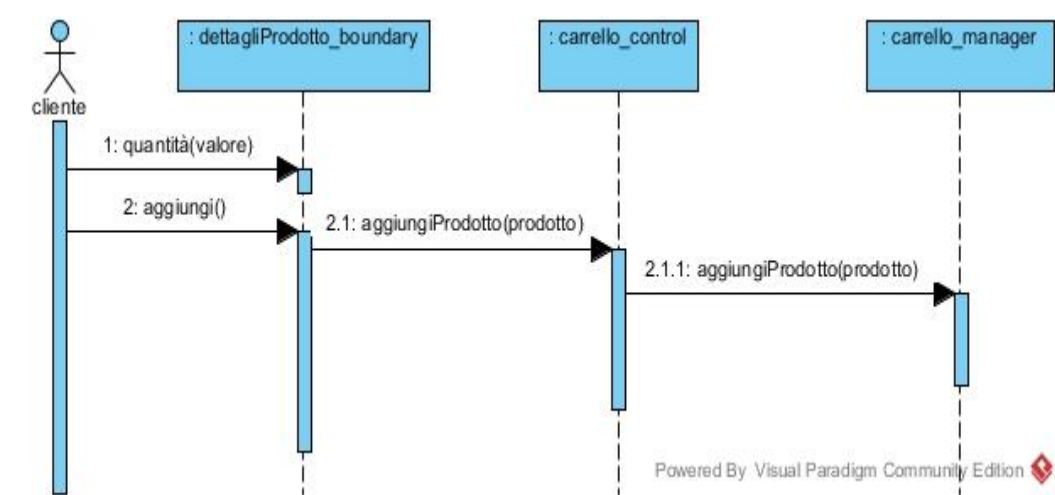 : dettagliProdotto_boundary
: carrello_control
: carrello_manager
cliente
1: quantità(valore)
2: aggiungi()
2.1: aggiungiProdotto(prodotto)
2.1.1: aggiungiProdotto(prodotto)
Powered By Visual Paradigm Community Edition